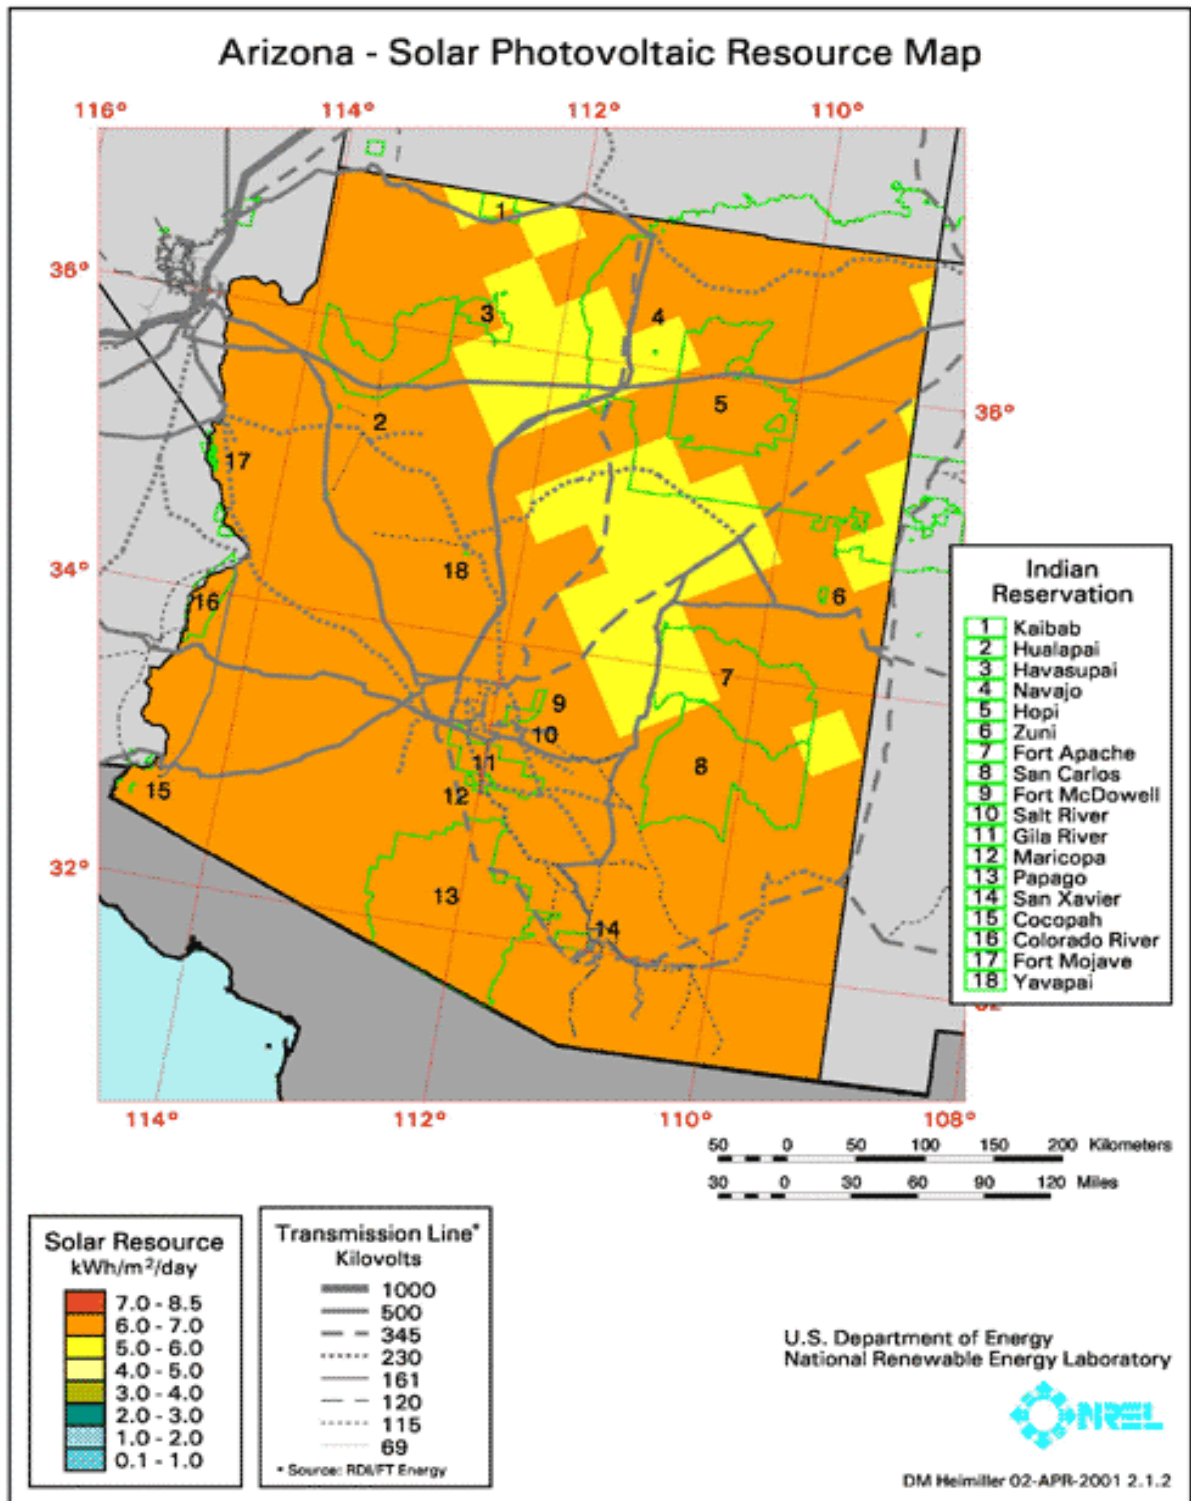 Arizona - Solar Photovoltaic Resource Map
116° 114° 112° 110°
36°
1
3 4
5
2
36°
17
34°
18
16
6
7
9
10
8
11
12
15
32°
13
14
114° 112° 110° 108°
Indian
Reservation
1 Kaibab
2 Hualapai
3 Havasupai
4 Navajo
5 Hopi
6 Zuni
7 Fort Apache
8 San Carlos
9 Fort McDowell
10 Salt River
11 Gila River
12 Maricopa
13 Papago
14 San Xavier
15 Cocopah
16 Colorado River
17 Fort Mojave
18 Yavapai
50 0 50 100 150 200 Kilometers
30 0 30 60 90 120 Miles
Solar Resource
kWh/m²/day
7.0 - 8.5
6.0 - 7.0
5.0 - 6.0
4.0 - 5.0
3.0 - 4.0
2.0 - 3.0
1.0 - 2.0
0.1 - 1.0
Transmission Line*
Kilovolts
1000
500
345
230
161
120
115
69
* Source: RDI/FT Energy
U.S. Department of Energy
National Renewable Energy Laboratory
NREL
DM Heimiller 02-APR-2001 2.1.2